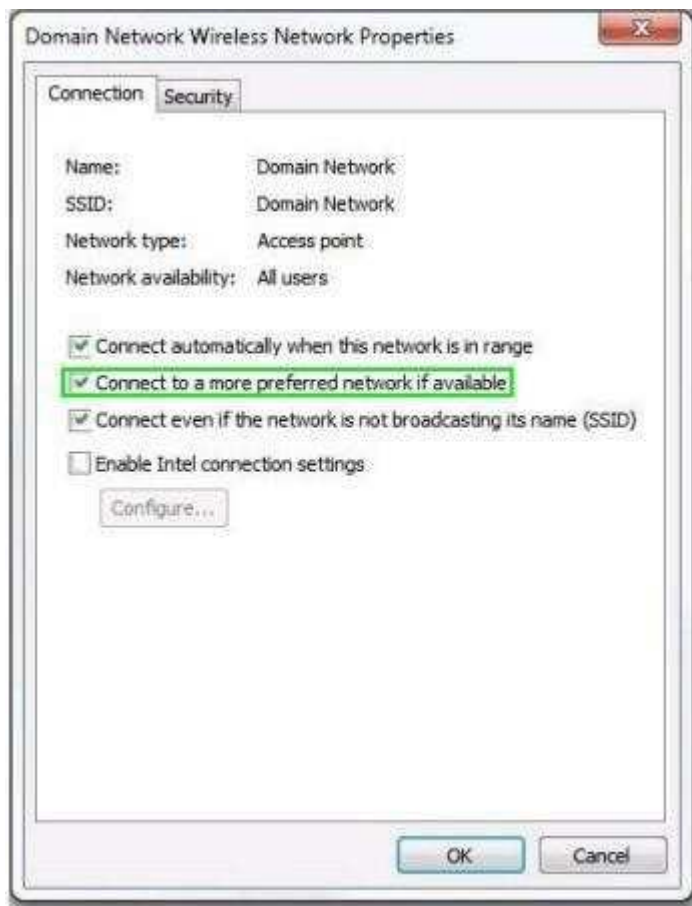 Domain Network Wireless Network Properties
Connection Security
Name: Domain Network
SSID: Domain Network
Network type: Access point
Network availability: All users
Connect automatically when this network is in range
Connect to a more preferred network if available
Connect even if the network is not broadcasting its name (SSID)
Enable Intel connection settings
Configure...
OK Cancel